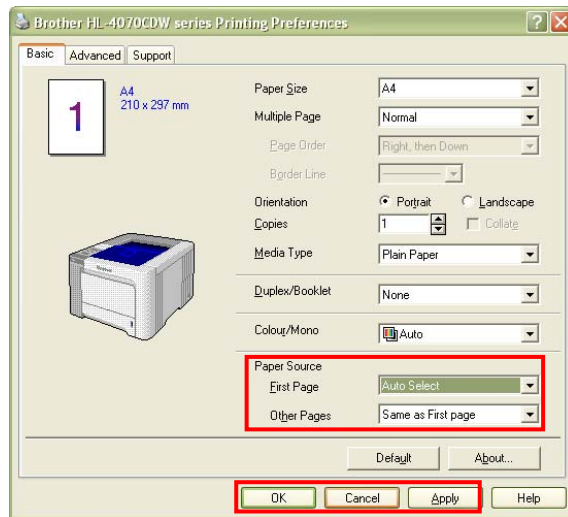 Brother HL-4070CDW series Printing Preferences
Basic Advanced Support
1
A4
210 x 297 mm
Paper Size A4
Multiple Page Normal
Page Order Right, then Down
Border Line
Orientation Portrait Landscape
Copies 1 Collate
Media Type Plain Paper
Duplex/Booklet None
Colour/Mono Auto
Paper Source
First Page Auto Select
Other Pages Same as First page
Default About...
OK Cancel Apply Help